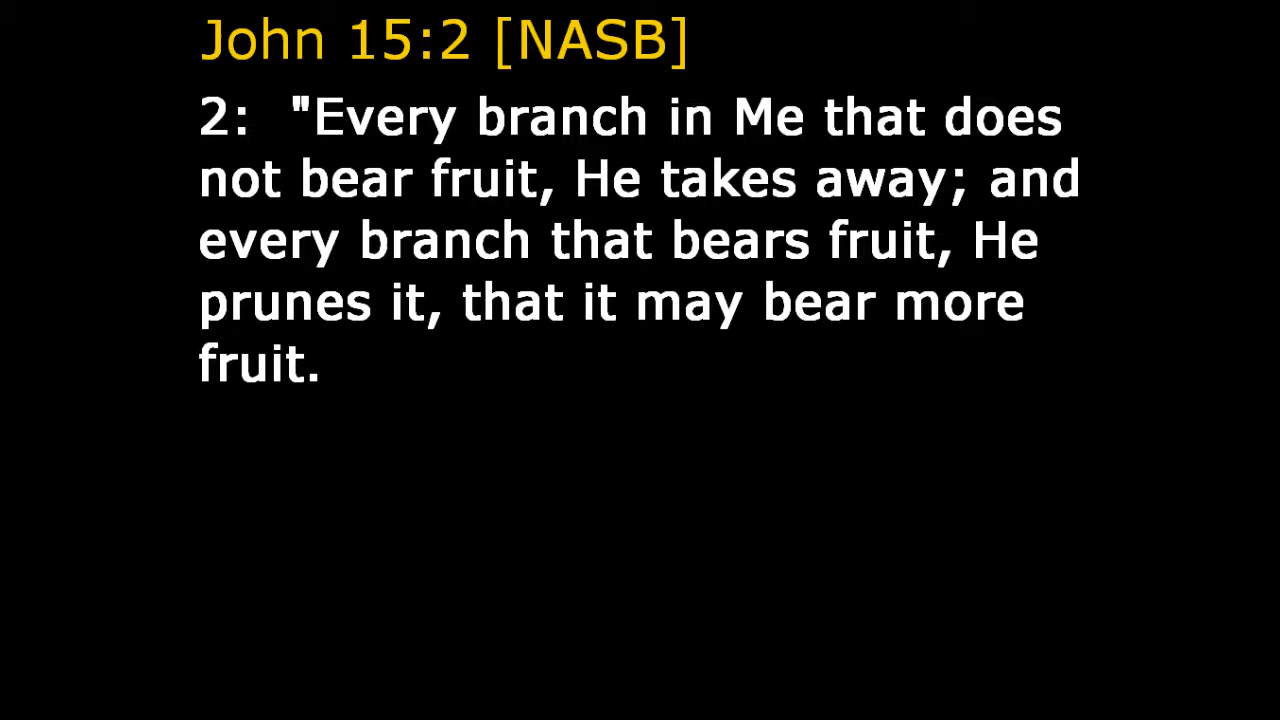 John 15:2 [NASB]
2:  "Every branch in Me that does
not bear fruit, He takes away; and
every branch that bears fruit, He
prunes it, that it may bear more
fruit.